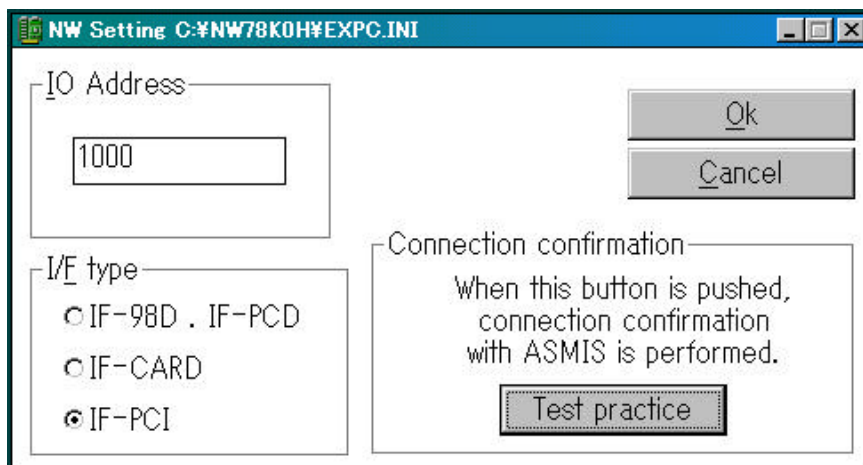 NW Setting C:¥NW78K0H¥EXPC.INI
IO Address
1000
Ok
Cancel
I/F type
IF-98D . IF-PCD
IF-CARD
IF-PCI
Connection confirmation
When this button is pushed,
connection confirmation
with ASMIS is performed.
Test practice